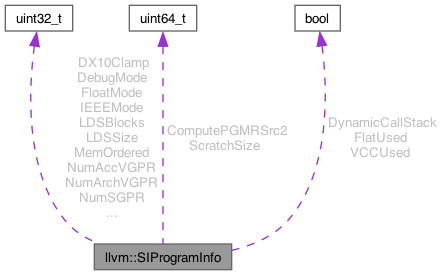 uint32_t
uint64_t
bool
DX10Clamp
DebugMode
FloatMode
IEEEMode
LDSBlocks
LDSSize
MemOrdered
NumAccVGPR
NumArchVGPR
NumSGPR
...
ComputePGMRSrc2
ScratchSize
DynamicCallStack
FlatUsed
VCCUsed
llvm::SIProgramInfo